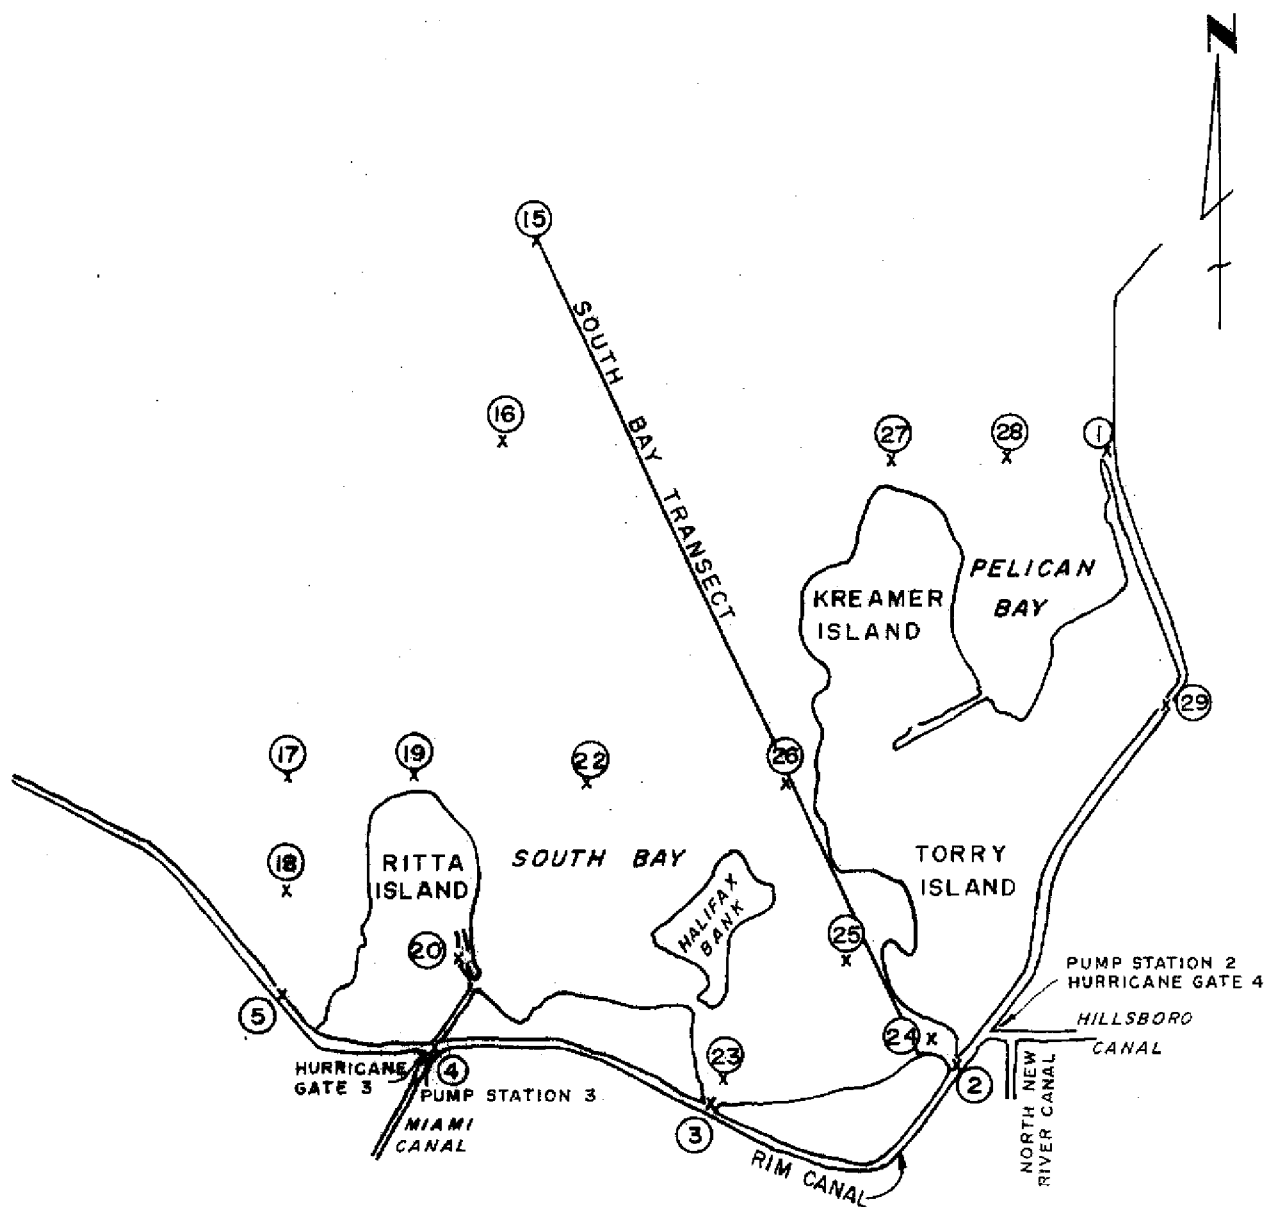 N
15
SOUTH BAY TRANSECT
16
27
28
1
PELICAN
BAY
KREAMER
ISLAND
29
17
19
22
26
18
RITTA
ISLAND
SOUTH BAY
TORRY
ISLAND
HALIFAX
BANK
20
25
5
PUMP STATION 2
HURRICANE GATE 4
24
HILLSBORO
CANAL
23
HURRICANE
GATE 3
4
2
PUMP STATION 3
MIAMI
CANAL
3
NORTH NEW
RIVER CANAL
RIM CANAL